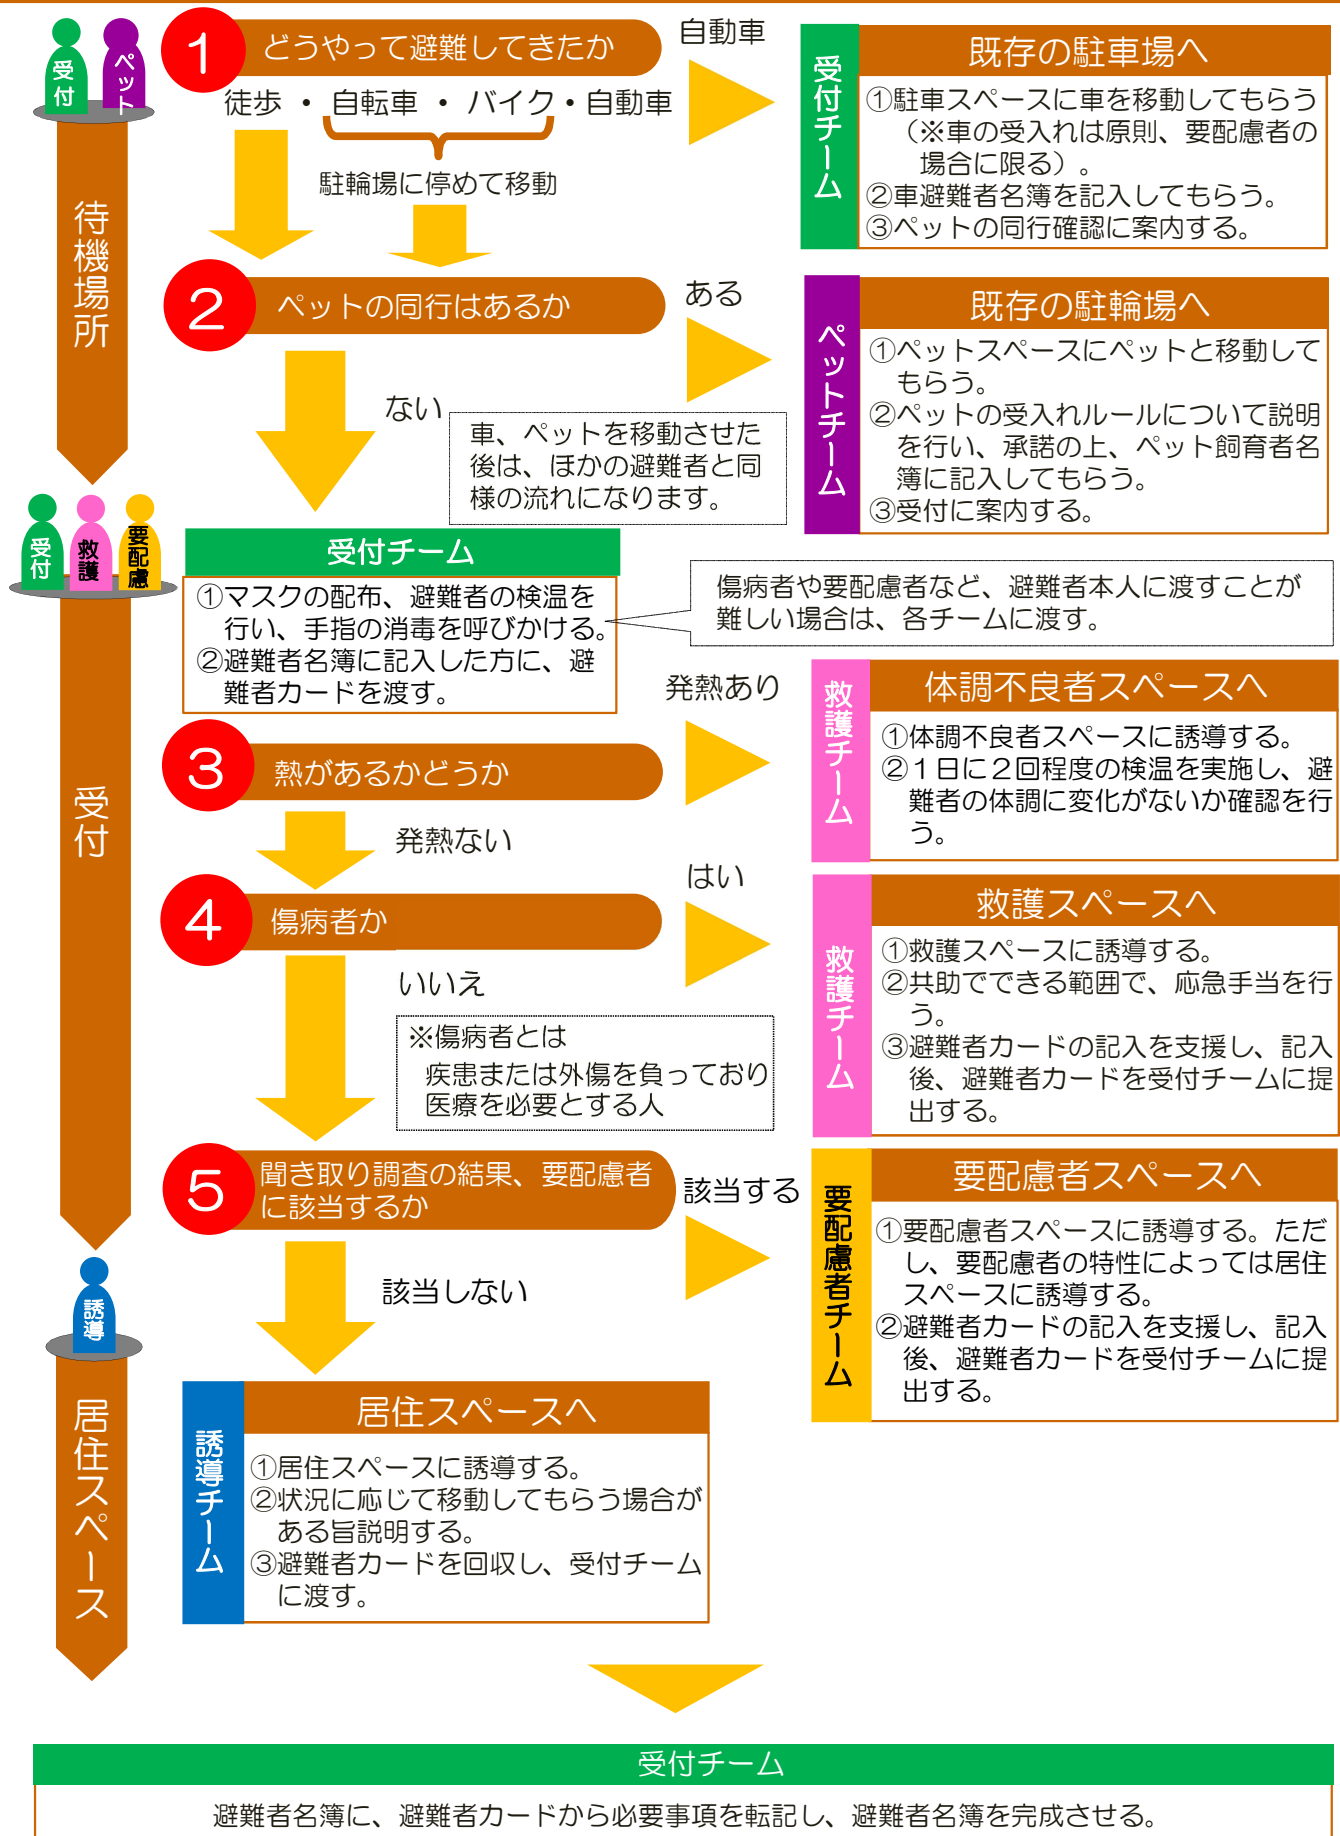 受付
ペット
待機場所
1
どうやって避難してきたか
自動車
徒歩 ・ 自転車 ・ バイク・自動車
駐輪場に停めて移動
受付チーム
既存の駐車場へ
①駐車スペースに車を移動してもらう
（※車の受入れは原則、要配慮者の
場合に限る）。
②車避難者名簿を記入してもらう。
③ペットの同行確認に案内する。
2
ペットの同行はあるか
ある
ない
ペットチーム
既存の駐輪場へ
①ペットスペースにペットと移動して
もらう。
②ペットの受入れルールについて説明
を行い、承諾の上、ペット飼育者名
簿に記入してもらう。
③受付に案内する。
車、ペットを移動させた
後は、ほかの避難者と同
様の流れになります。
受付
救護
要配慮
受付
受付チーム
①マスクの配布、避難者の検温を
行い、手指の消毒を呼びかける。
②避難者名簿に記入した方に、避
難者カードを渡す。
傷病者や要配慮者など、避難者本人に渡すことが
難しい場合は、各チームに渡す。
3
熱があるかどうか
発熱あり
発熱ない
救護チーム
体調不良者スペースへ
①体調不良者スペースに誘導する。
②１日に２回程度の検温を実施し、避
難者の体調に変化がないか確認を行
う。
4
傷病者か
はい
いいえ
※傷病者とは
疾患または外傷を負っており
医療を必要とする人
救護チーム
救護スペースへ
①救護スペースに誘導する。
②共助でできる範囲で、応急手当を行
う。
③避難者カードの記入を支援し、記入
後、避難者カードを受付チームに提
出する。
5
聞き取り調査の結果、要配慮者
に該当するか
該当する
該当しない
要配慮者チーム
要配慮者スペースへ
①要配慮者スペースに誘導する。ただ
し、要配慮者の特性によっては居住
スペースに誘導する。
②避難者カードの記入を支援し、記入
後、避難者カードを受付チームに提
出する。
誘導
居住スペース
誘導チーム
居住スペースへ
①居住スペースに誘導する。
②状況に応じて移動してもらう場合が
ある旨説明する。
③避難者カードを回収し、受付チーム
に渡す。
受付チーム
避難者名簿に、避難者カードから必要事項を転記し、避難者名簿を完成させる。